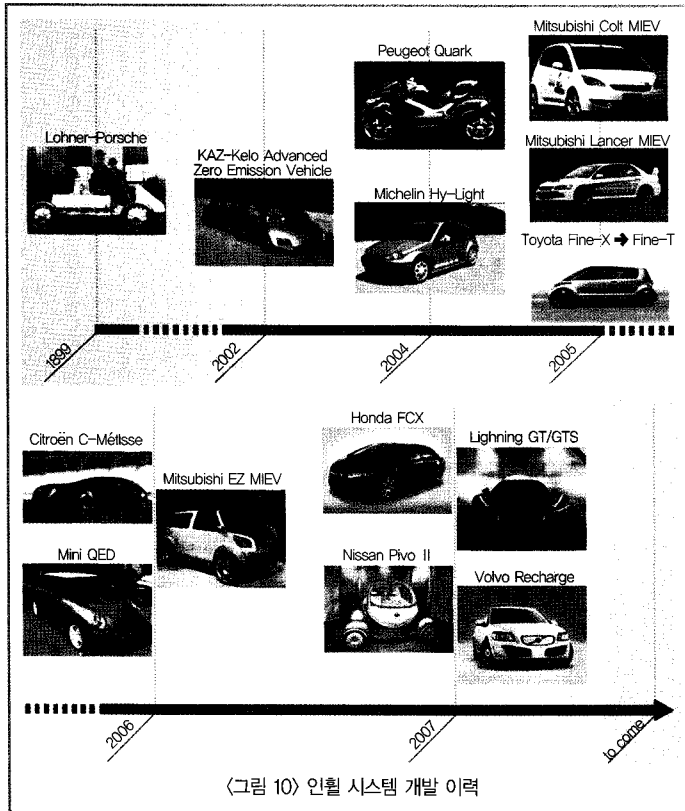 Lohner-Porsche
KAZ-Kelo Advanced
Zero Emission Vehicle
Peugeot Quark
Michelin Hy-Light
Mitsubishi Colt MIEV
Mitsubishi Lancer MIEV
Toyota Fine-X ➔ Fine-T
1899
2002
2004
2005
Citroën C-Métisse
Mini QED
Mitsubishi EZ MIEV
Honda FCX
Nissan Pivo II
Lighning GT/GTS
Volvo Recharge
2006
2007
to come
〈그림 10〉 인휠 시스템 개발 이력